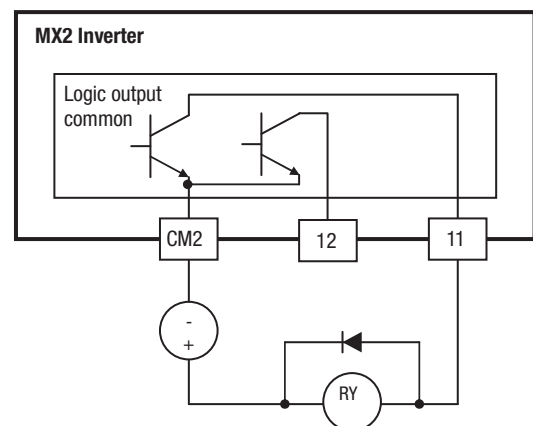 MX2 Inverter
Logic output
common
CM2
12
11
-
+
RY